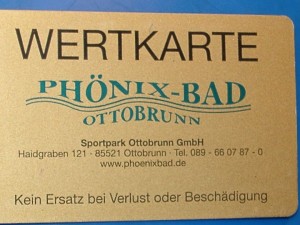 WERTKARTE
PHÖNIX-BAD
OTTOBRUNN
Sportpark Ottobrunn GmbH
Haidgraben 121 · 85521 Ottobrunn · Tel. 089 - 66 07 87 - 0
www.phoenixbad.de
Kein Ersatz bei Verlust oder Beschädigung